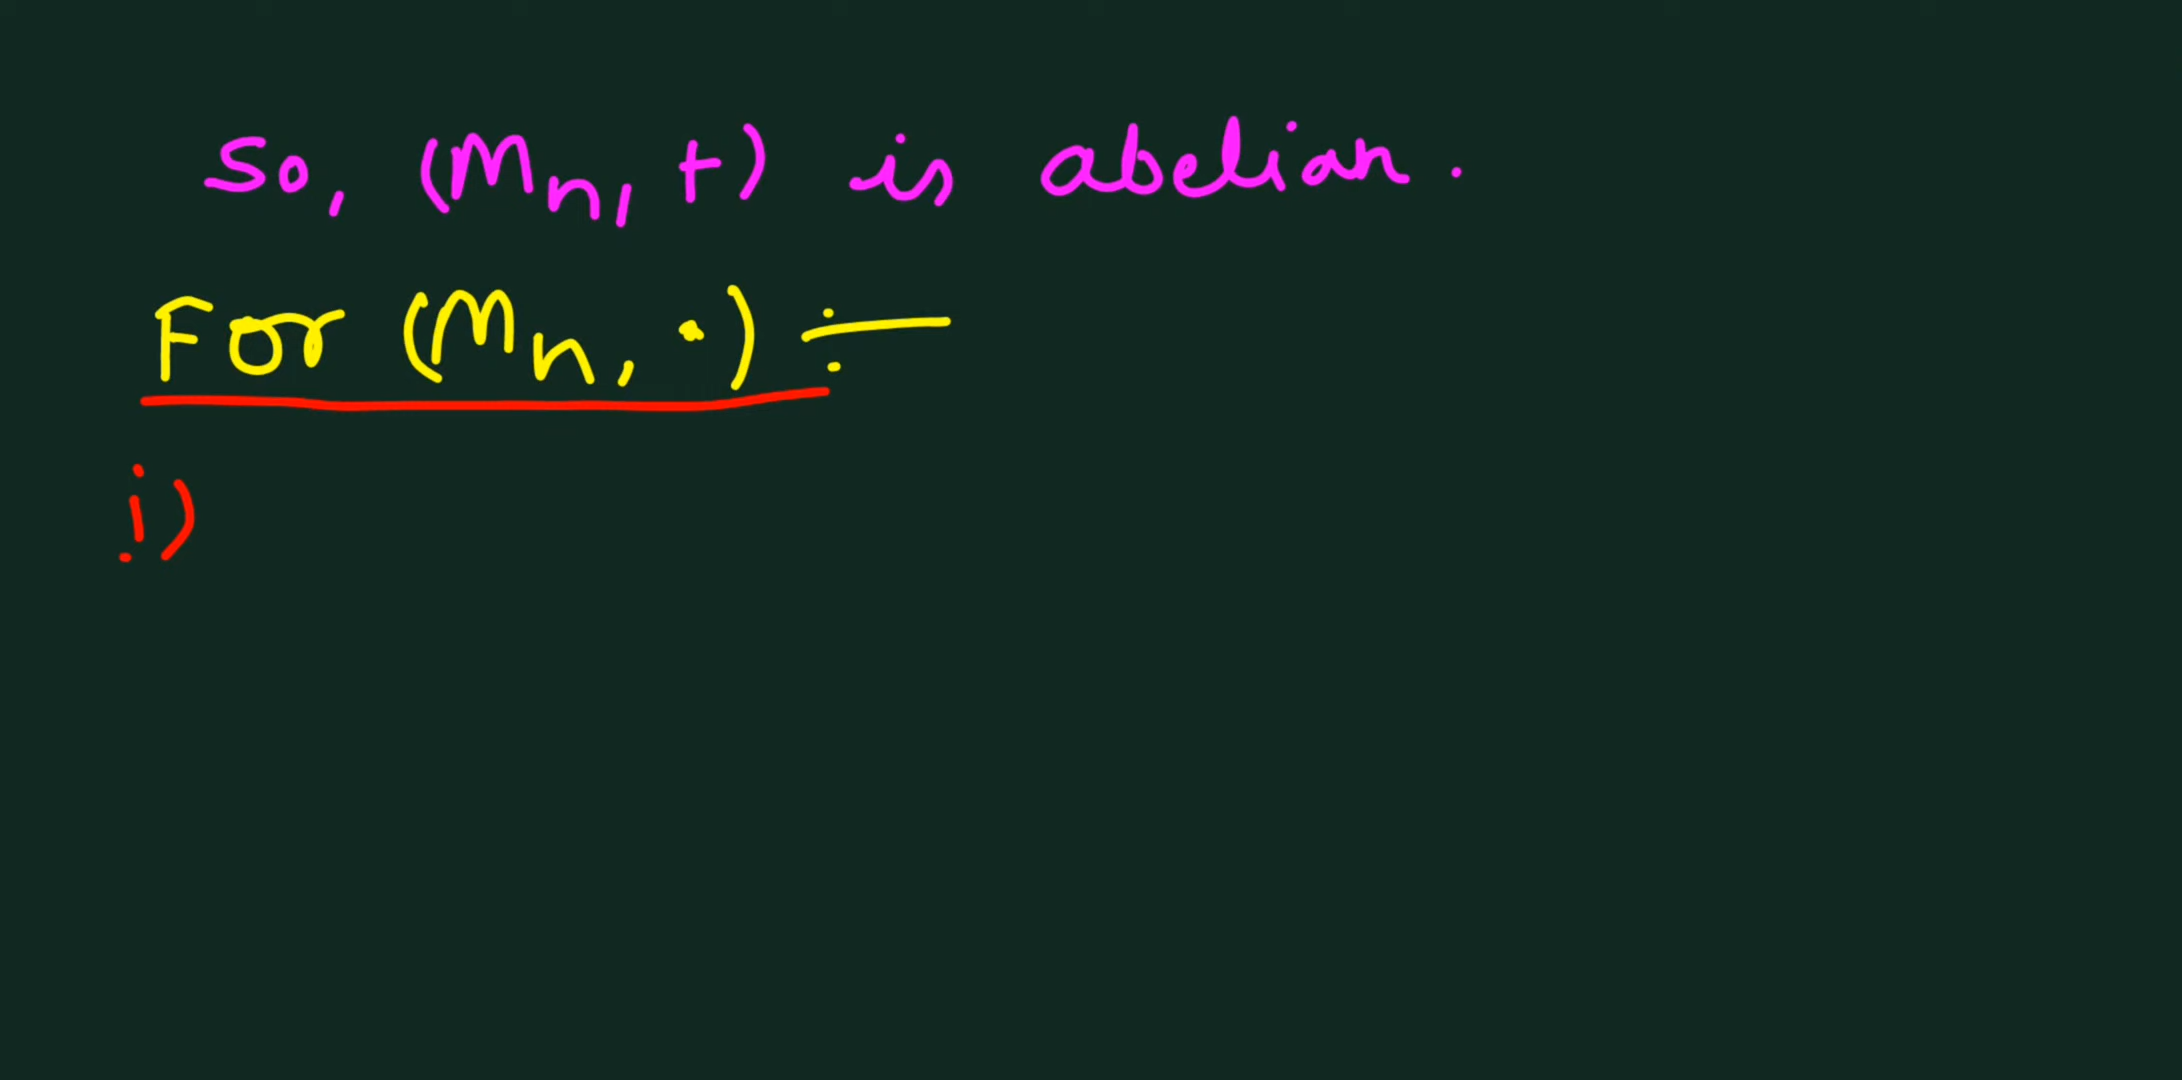 So, (Mn, +) is abelian.
For (Mn, ·) :—
i)